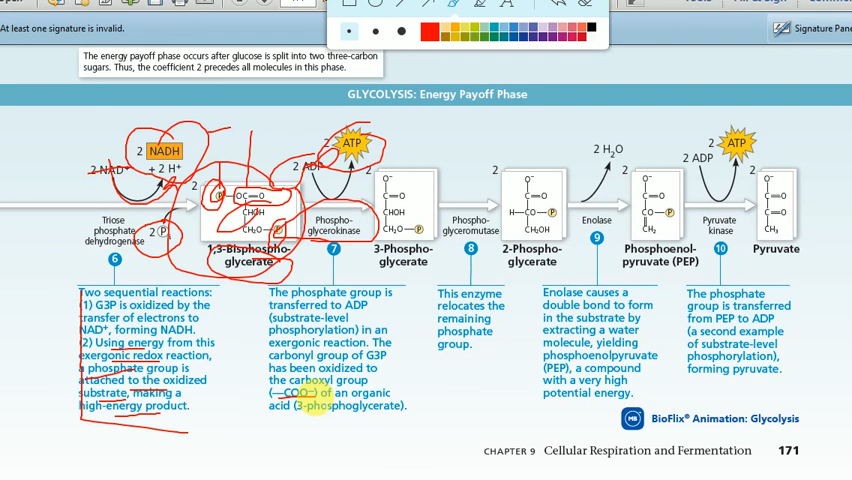 At least one signature is invalid.
Signature Pane
The energy payoff phase occurs after glucose is split into two three-carbon
sugars. Thus, the coefficient 2 precedes all molecules in this phase.
GLYCOLYSIS: Energy Payoff Phase
2 NADH
2 NAD+
+ 2 H+
2 Pi
2
P
OC=O
CHOH
CH2O—P
2 ADP
2 ATP
2
O−
C=O
CHOH
CH2O—P
2
O−
C=O
H—C—O—P
CH2OH
2 H2O
2
O−
C=O
C—O—P
CH2
2 ADP
2 ATP
2
O−
C=O
C=O
CH3
Triose
phosphate
dehydrogenase
6
1,3-Bisphospho-
glycerate
Phospho-
glycerokinase
7
3-Phospho-
glycerate
Phospho-
glyceromutase
8
2-Phospho-
glycerate
Enolase
9
Phosphoenol-
pyruvate (PEP)
Pyruvate
kinase
10
Pyruvate
Two sequential reactions:
(1) G3P is oxidized by the
transfer of electrons to
NAD+, forming NADH.
(2) Using energy from this
exergonic redox reaction,
a phosphate group is
attached to the oxidized
substrate, making a
high-energy product.
The phosphate group is
transferred to ADP
(substrate-level
phosphorylation) in an
exergonic reaction. The
carbonyl group of G3P
has been oxidized to
the carboxyl group
(—COO−) of an organic
acid (3-phosphoglycerate).
This enzyme
relocates the
remaining
phosphate
group.
Enolase causes a
double bond to form
in the substrate by
extracting a water
molecule, yielding
phosphoenolpyruvate
(PEP), a compound
with a very high
potential energy.
The phosphate
group is transferred
from PEP to ADP
(a second example
of substrate-level
phosphorylation),
forming pyruvate.
BioFlix® Animation: Glycolysis
CHAPTER 9 Cellular Respiration and Fermentation 171